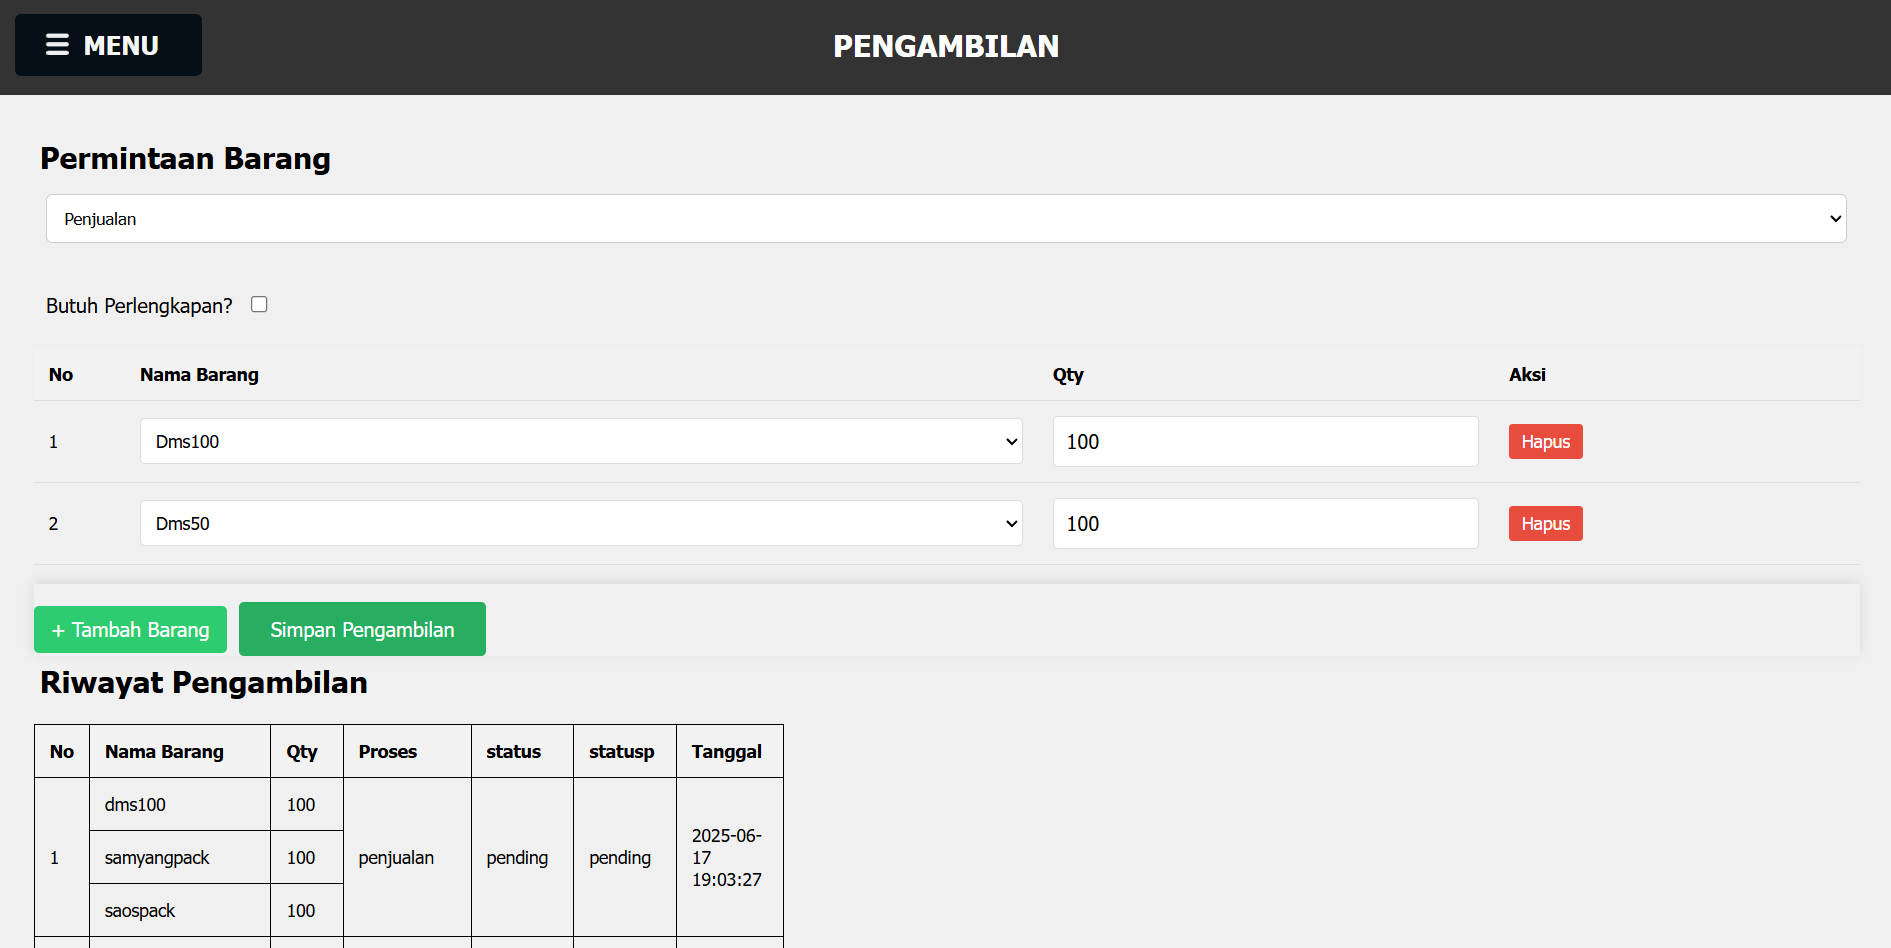 ☰ MENU
PENGAMBILAN
Permintaan Barang
Penjualan
Butuh Perlengkapan?
No Nama Barang Qty Aksi
1 Dms100 100 Hapus
2 Dms50 100 Hapus
+ Tambah Barang Simpan Pengambilan
Riwayat Pengambilan
No Nama Barang Qty Proses status statusp Tanggal
dms100 100
2025-06-
1 samyangpack 100 penjualan pending pending 17
19:03:27
saospack 100